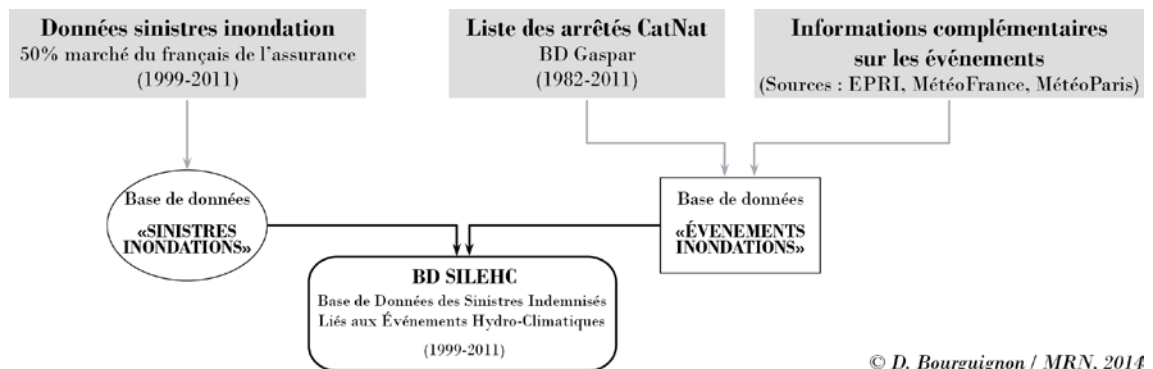 Données sinistres inondation
50% marché du français de l'assurance
(1999-2011)
Liste des arrêtés CatNat
BD Gaspar
(1982-2011)
Informations complémentaires
sur les événements
(Sources : EPRI, MétéoFrance, MétéoParis)
Base de données
«SINISTRES
INONDATIONS»
Base de données
«ÉVENEMENTS
INONDATIONS»
BD SILEHC
Base de Données des Sinistres Indemnisés
Liés aux Événements Hydro-Climatiques
(1999-2011)
© D. Bourguignon / MRN, 2014